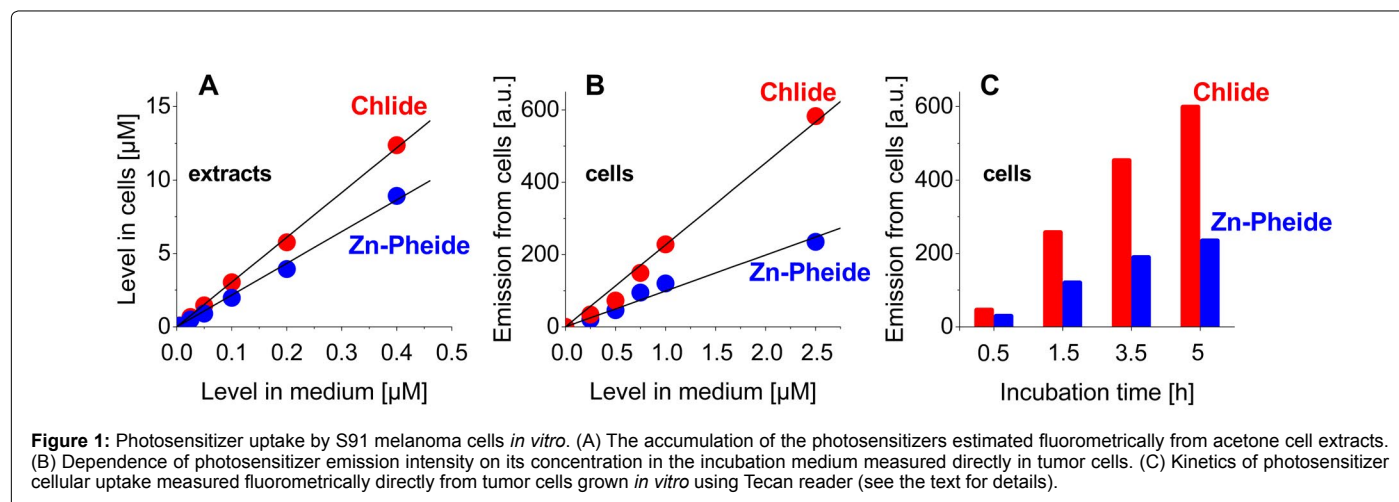 A
Level in cells [µM]
15
10
5
0
Chlide
extracts
Zn-Pheide
0.0 0.1 0.2 0.3 0.4 0.5
Level in medium [µM]
B
Emission from cells [a.u.]
600
400
200
0
Chlide
cells
Zn-Pheide
0.0 0.5 1.0 1.5 2.0 2.5
Level in medium [µM]
C
Emission from cells [a.u.]
600
400
200
0
Chlide
cells
Zn-Pheide
0.5 1.5 3.5 5
Incubation time [h]
Figure 1: Photosensitizer uptake by S91 melanoma cells in vitro. (A) The accumulation of the photosensitizers estimated fluorometrically from acetone cell extracts.
(B) Dependence of photosensitizer emission intensity on its concentration in the incubation medium measured directly in tumor cells. (C) Kinetics of photosensitizer
cellular uptake measured fluorometrically directly from tumor cells grown in vitro using Tecan reader (see the text for details).